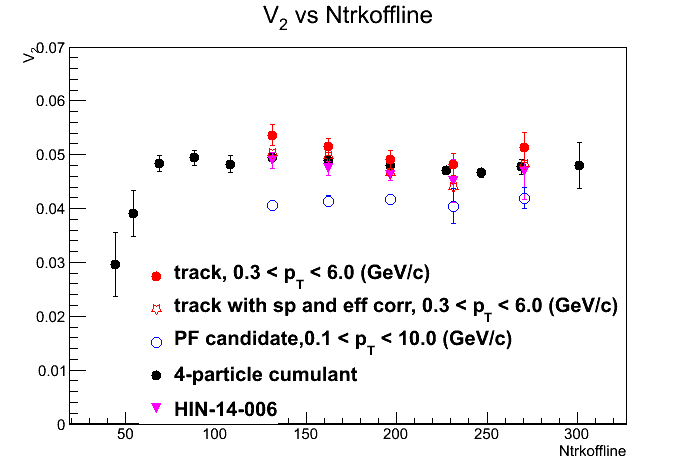 V2 vs Ntrkoffline
V2
0.07
0.06
0.05
0.04
0.03
0.02
0.01
0
track, 0.3 < pT < 6.0 (GeV/c)
track with sp and eff corr, 0.3 < pT < 6.0 (GeV/c)
PF candidate,0.1 < pT < 10.0 (GeV/c)
4-particle cumulant
HIN-14-006
50 100 150 200 250 300
Ntrkoffline